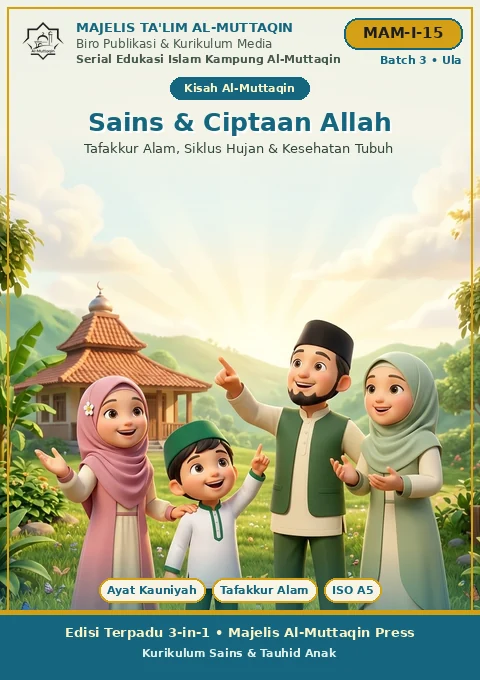 MAJELIS TA'LIM AL-MUTTAQIN
Biro Publikasi & Kurikulum Media
Serial Edukasi Islam Kampung Al-Muttaqin
MAM-I-15
Batch 3 • Ula
Al-Muttaqin
Kisah Al-Muttaqin
Sains & Ciptaan Allah
Tafakkur Alam, Siklus Hujan & Kesehatan Tubuh
Ayat Kauniyah
Tafakkur Alam
ISO A5
Edisi Terpadu 3-in-1 • Majelis Al-Muttaqin Press
Kurikulum Sains & Tauhid Anak